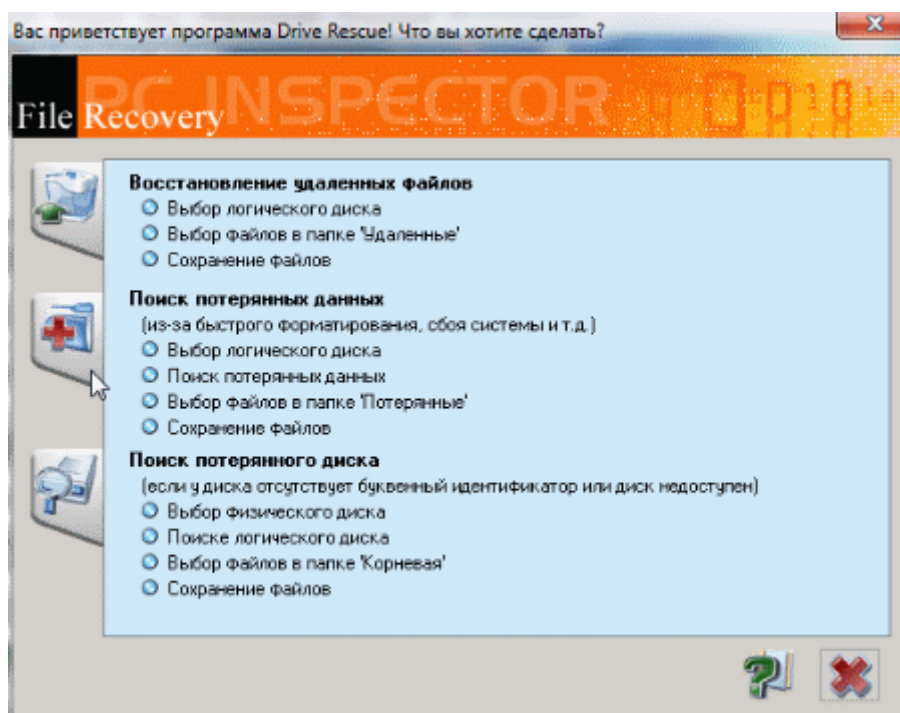 Вас приветствует программа Drive Rescue! Что вы хотите сделать?
PC INSPECTOR
File Recovery
Восстановление удаленных файлов
Выбор логического диска
Выбор файлов в папке 'Удаленные'
Сохранение файлов
Поиск потерянных данных
(из-за быстрого форматирования, сбоя системы и т.д.)
Выбор логического диска
Поиск потерянных данных
Выбор файлов в папке 'Потерянные'
Сохранение файлов
Поиск потерянного диска
(если у диска отсутствует буквенный идентификатор или диск недоступен)
Выбор физического диска
Поиске логического диска
Выбор файлов в папке 'Корневая'
Сохранение файлов